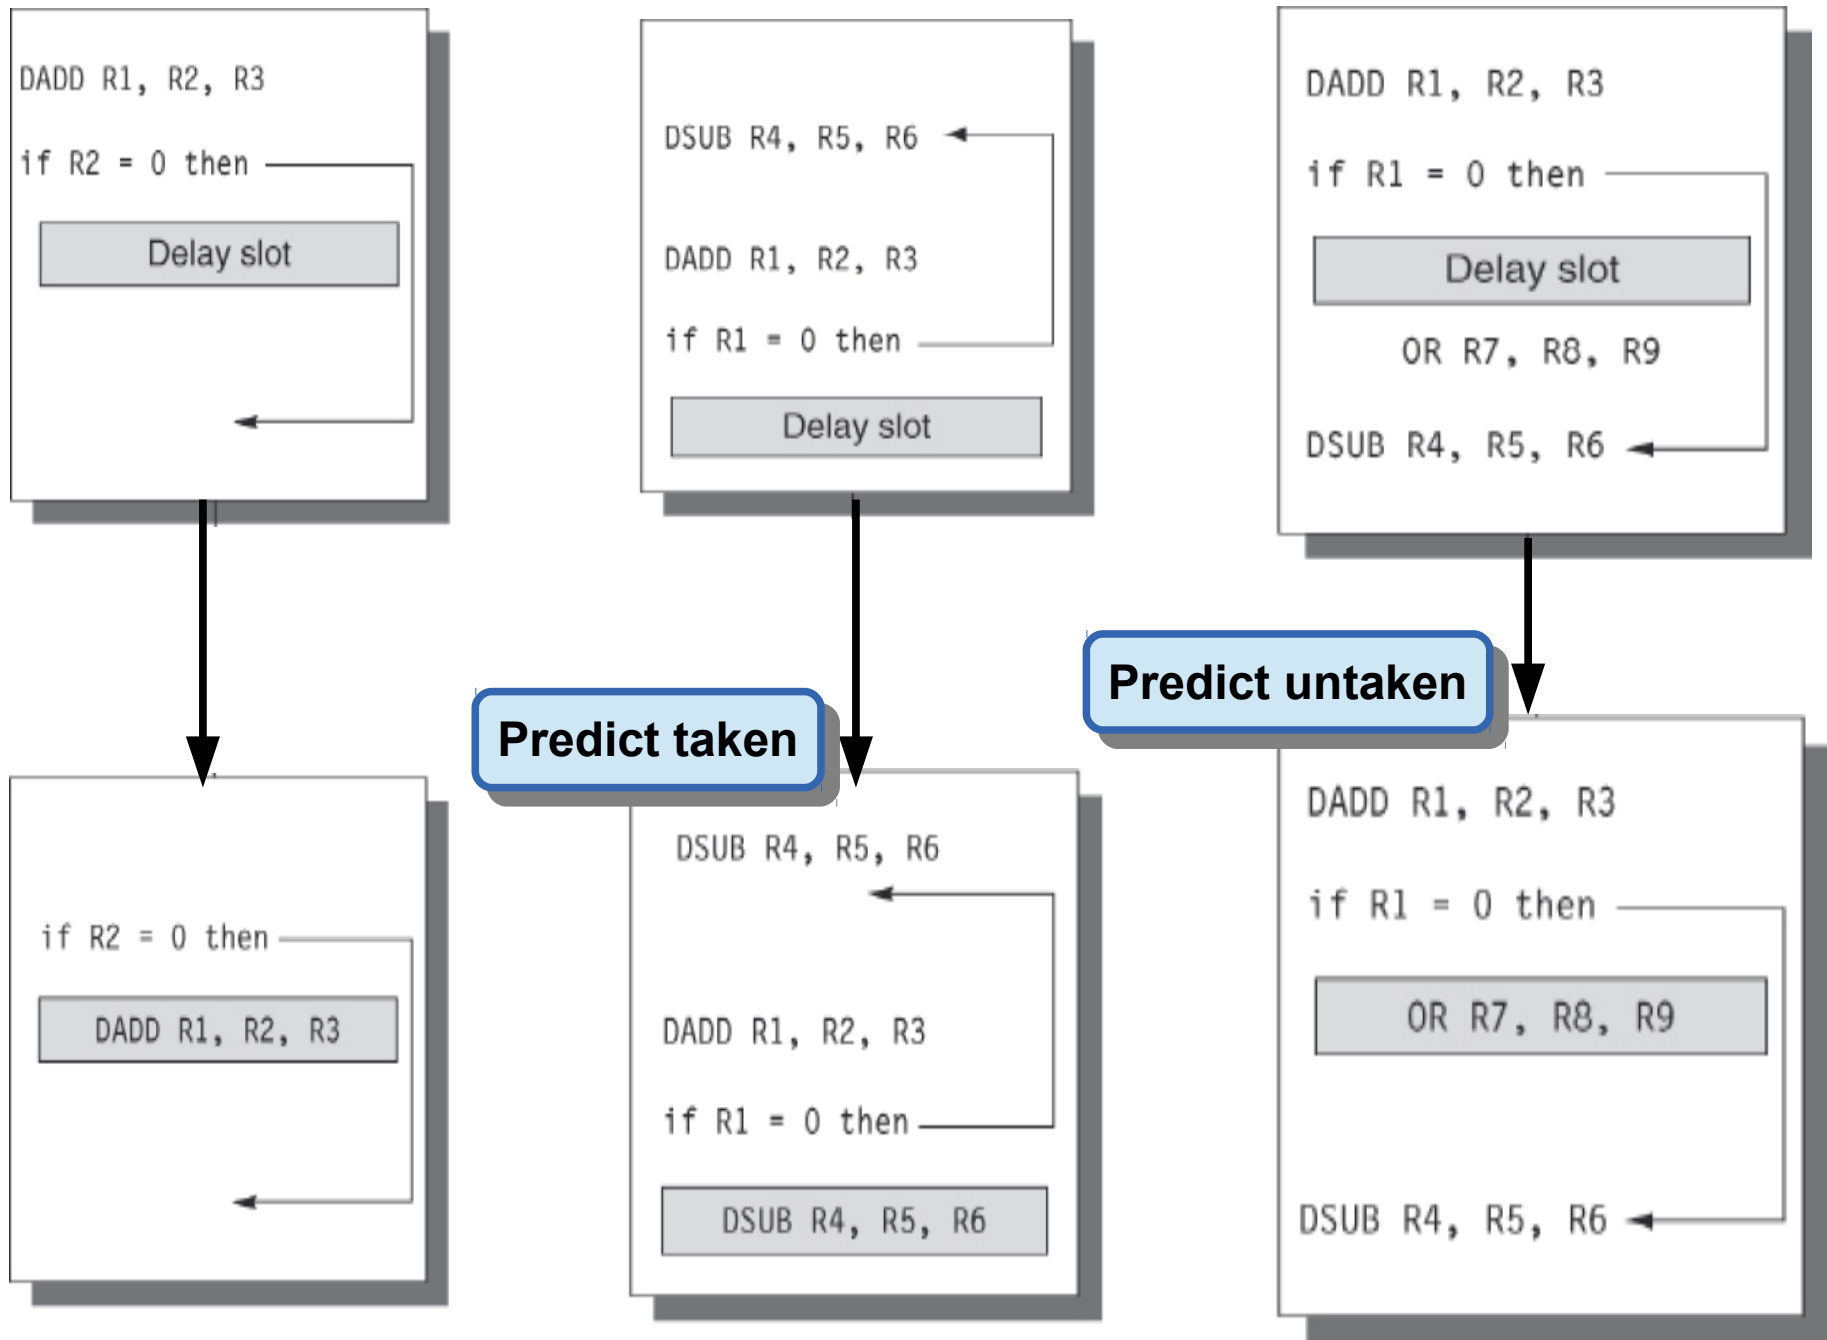 DADD R1, R2, R3
if R2 = 0 then
Delay slot
DSUB R4, R5, R6
DADD R1, R2, R3
if R1 = 0 then
Delay slot
DADD R1, R2, R3
if R1 = 0 then
Delay slot
OR R7, R8, R9
DSUB R4, R5, R6
Predict taken
Predict untaken
if R2 = 0 then
DADD R1, R2, R3
DSUB R4, R5, R6
DADD R1, R2, R3
if R1 = 0 then
DSUB R4, R5, R6
DADD R1, R2, R3
if R1 = 0 then
OR R7, R8, R9
DSUB R4, R5, R6